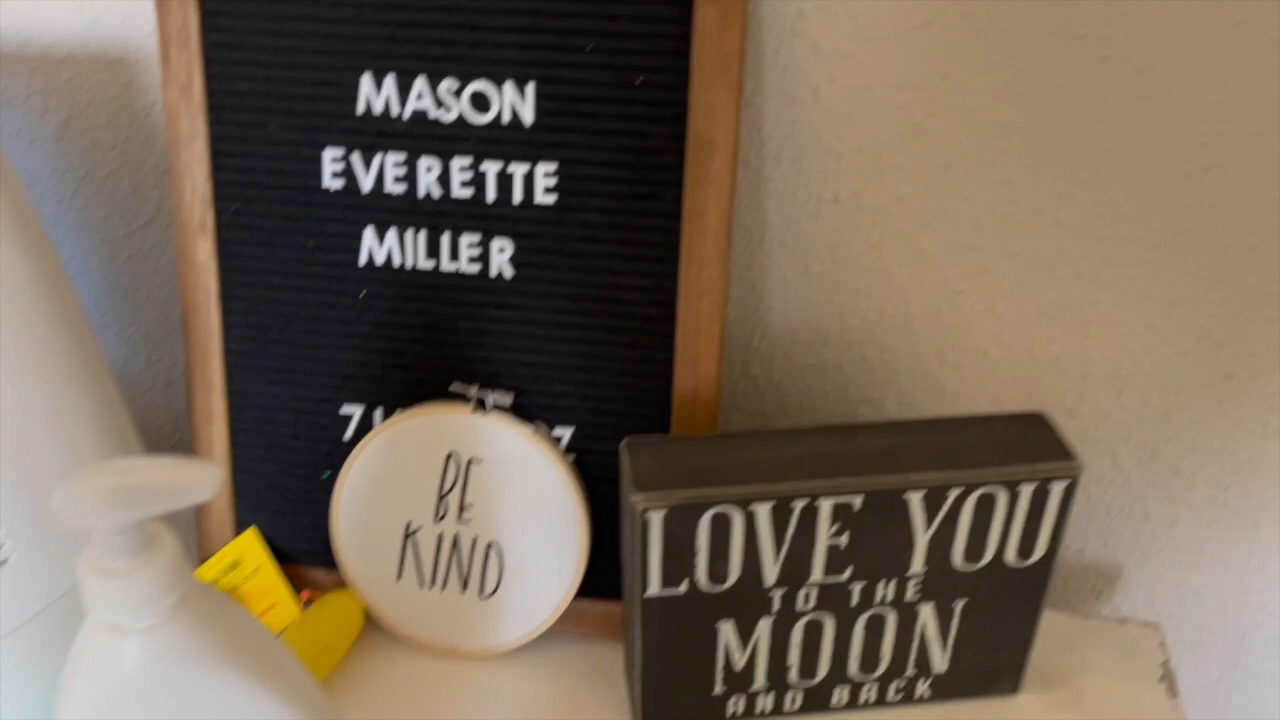 MASON
EVERETTE
MILLER
BE
KIND
LOVE YOU
TO THE
MOON
AND BACK